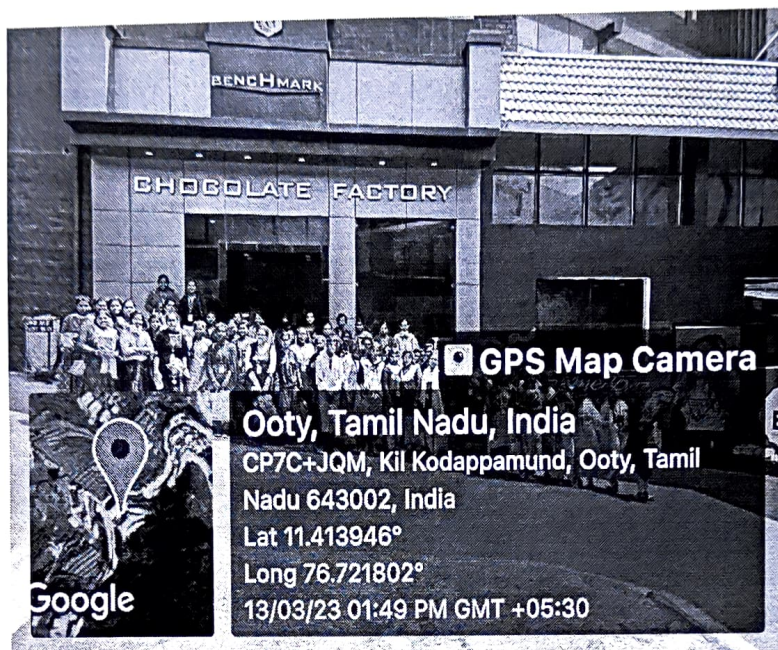 BENCHMARK
CHOCOLATE FACTORY
GPS Map Camera
Ooty, Tamil Nadu, India
CP7C+JQM, Kil Kodappamund, Ooty, Tamil
Nadu 643002, India
Lat 11.413946°
Long 76.721802°
13/03/23 01:49 PM GMT +05:30
Google